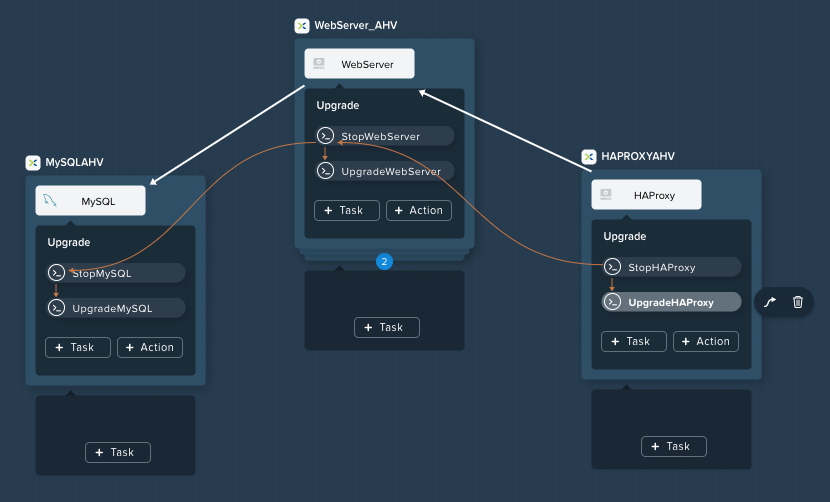 WebServer_AHV
WebServer
Upgrade
StopWebServer
UpgradeWebServer
+ Task
+ Action
2
+ Task
MySQLAHV
MySQL
Upgrade
StopMySQL
UpgradeMySQL
+ Task
+ Action
+ Task
HAPROXYAHV
HAProxy
Upgrade
StopHAProxy
UpgradeHAProxy
+ Task
+ Action
+ Task